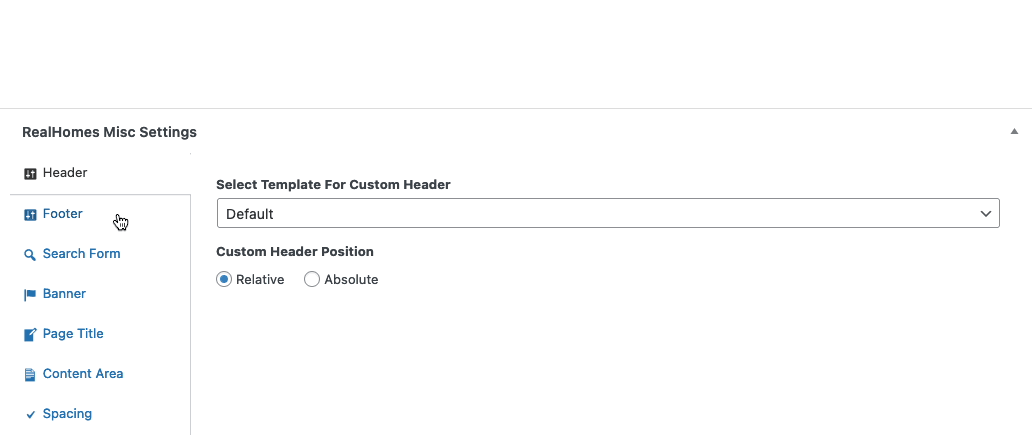 RealHomes Misc Settings
Header
Footer
Search Form
Banner
Page Title
Content Area
Spacing
Select Template For Custom Header
Default
Custom Header Position
Relative Absolute